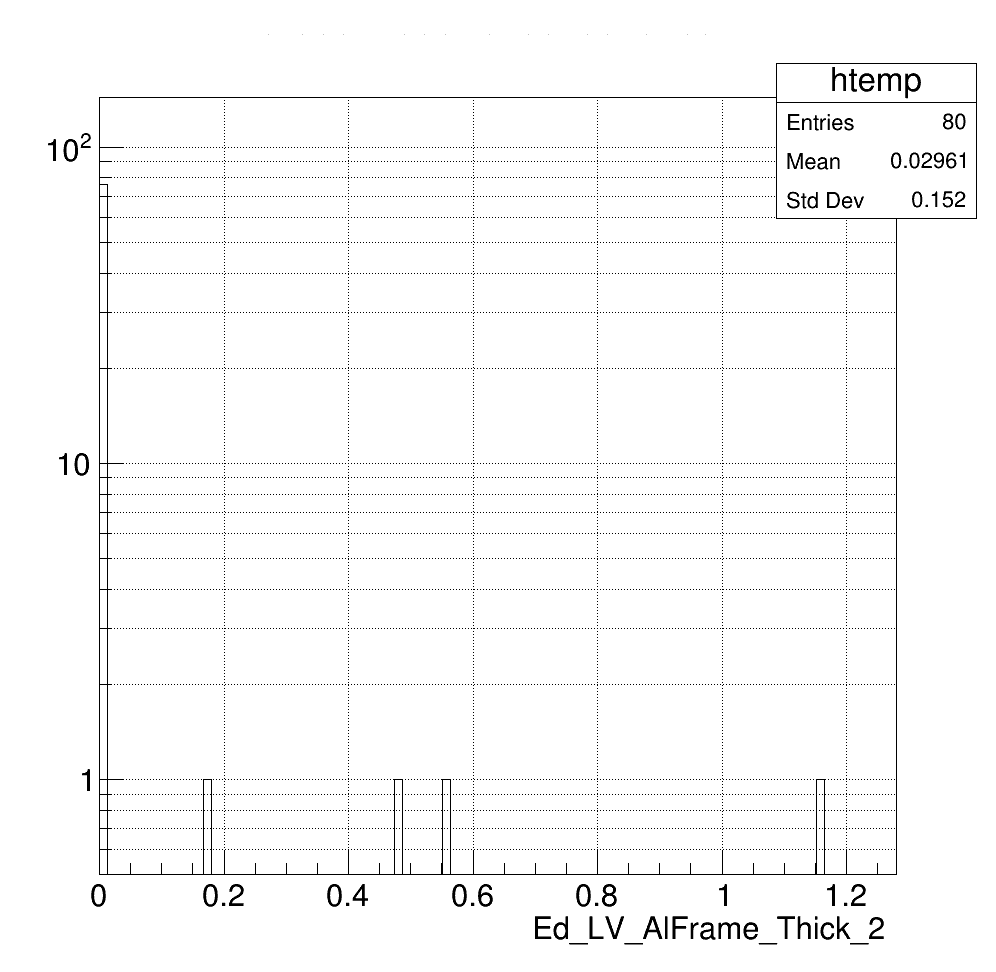 htemp
Entries 80
Mean 0.02961
Std Dev 0.152
10²
10
1
0 0.2 0.4 0.6 0.8 1 1.2
Ed_LV_AlFrame_Thick_2